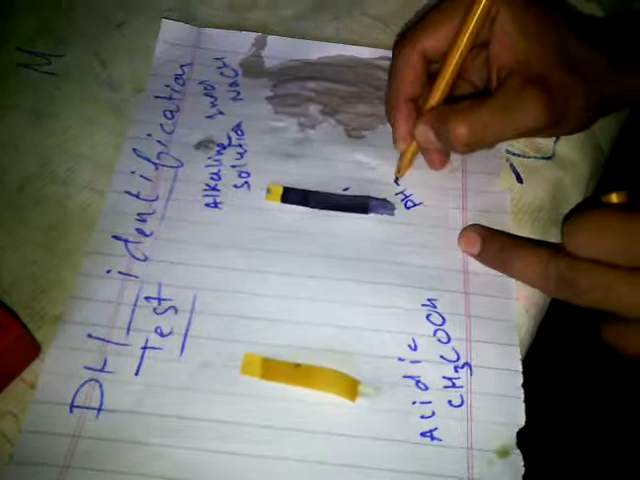 PH identification
Test
Alkaline
solution NaOH
PH
Acidic
CH3COOH